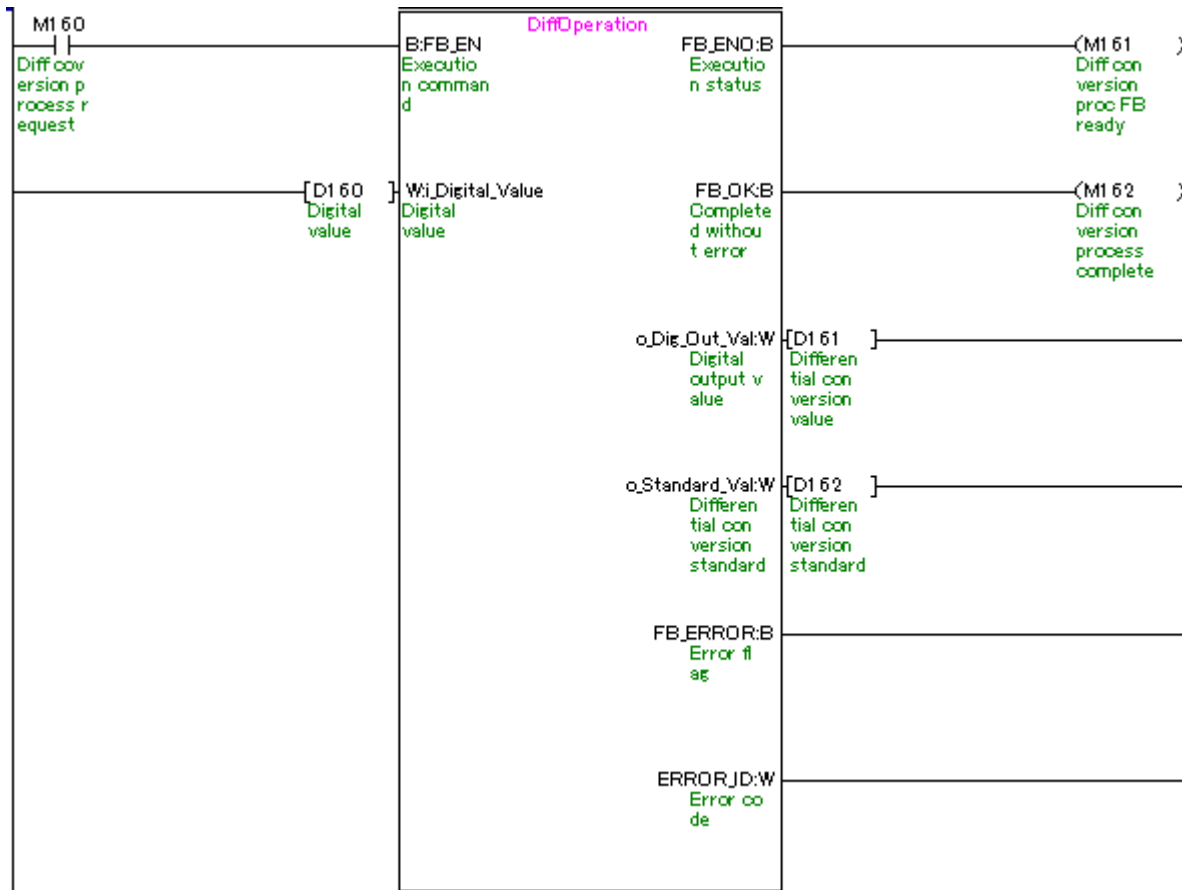 DiffOperation
M160
B:FB_EN
FB_ENO:B
(M161 )
Diff cov
ersion p
rocess r
equest
Executio
n comman
d
Executio
n status
Diff con
version
proc FB
ready
[D160 ]
W:i_Digital_Value
FB_OK:B
(M162 )
Digital
value
Digital
value
Complete
d withou
t error
Diff con
version
process
complete
o_Dig_Out_Val:W
[D161 ]
Digital
output v
alue
Differen
tial con
version
value
o_Standard_Val:W
[D162 ]
Differen
tial con
version
standard
Differen
tial con
version
standard
FB_ERROR:B
Error fl
ag
ERROR_ID:W
Error co
de